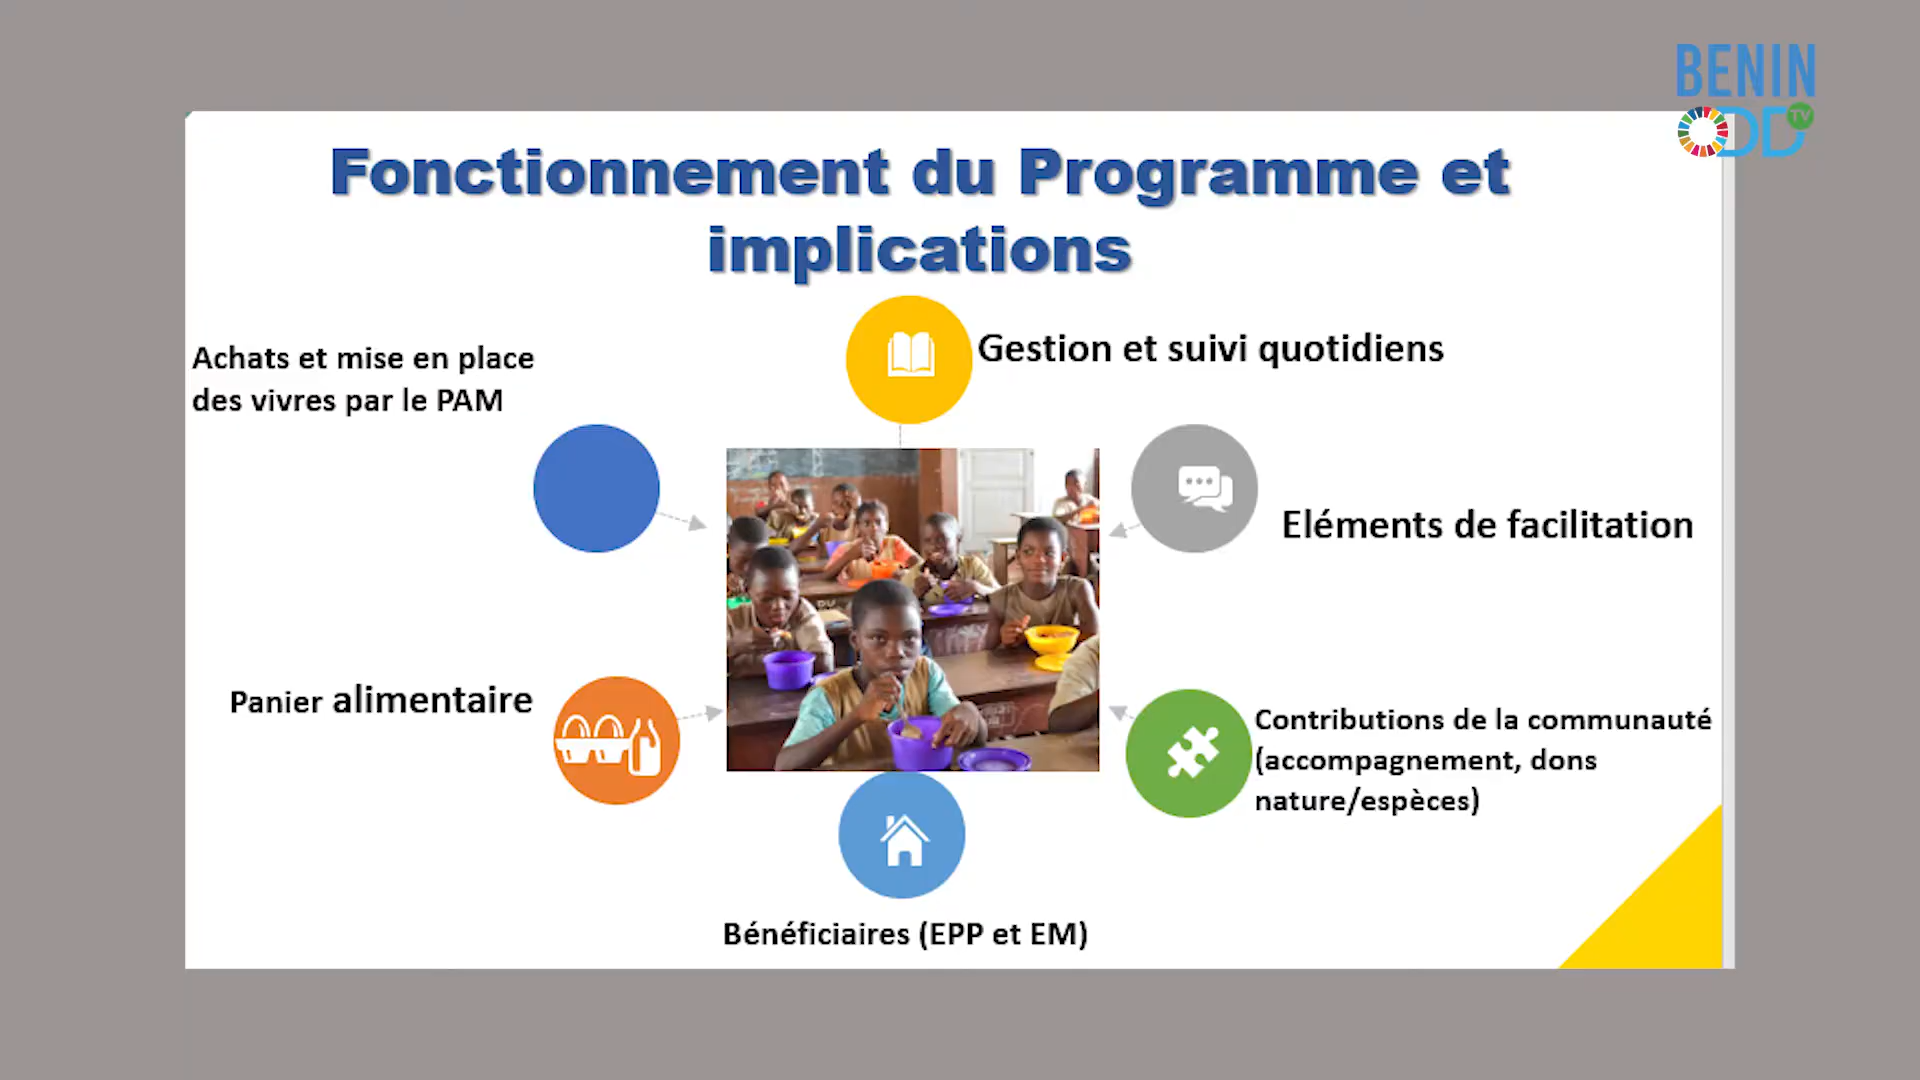 BENIN
ODD TV
Fonctionnement du Programme et
implications
Achats et mise en place
des vivres par le PAM
Gestion et suivi quotidiens
Eléments de facilitation
Panier alimentaire
Contributions de la communauté
(accompagnement, dons
nature/espèces)
Bénéficiaires (EPP et EM)